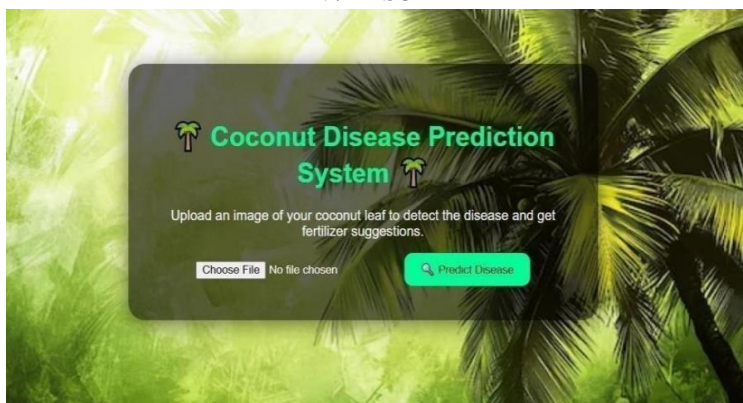 🌴 Coconut Disease Prediction
System 🌴
Upload an image of your coconut leaf to detect the disease and get
fertilizer suggestions.
Choose File No file chosen
🔍 Predict Disease